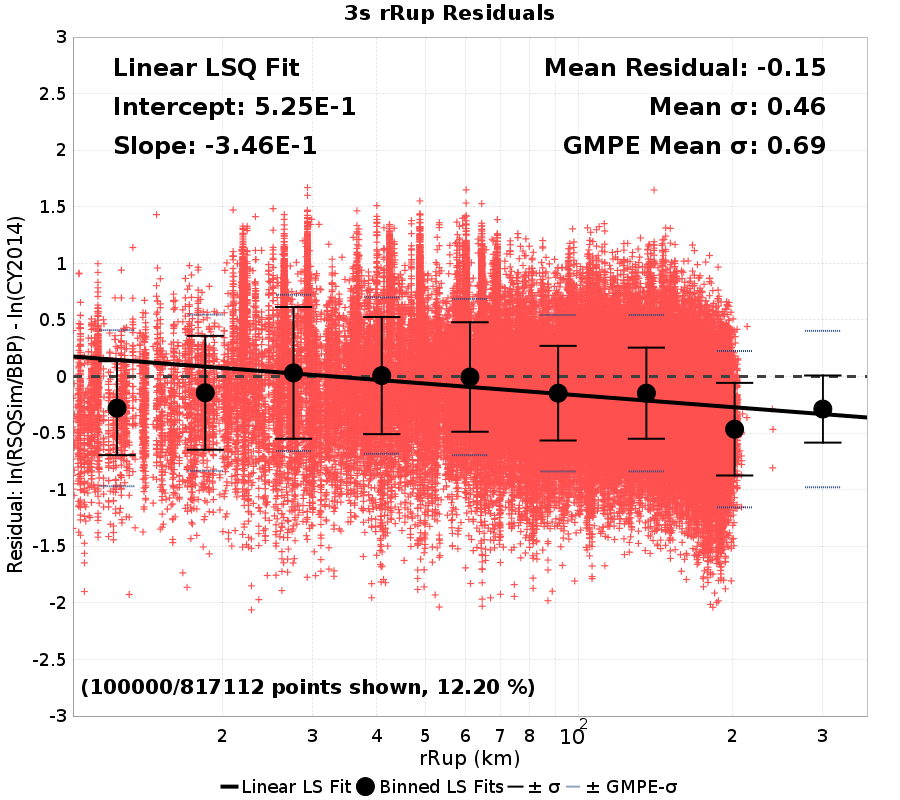 3s rRup Residuals
Linear LSQ Fit
Intercept: 5.25E-1
Slope: -3.46E-1
Mean Residual: -0.15
Mean σ: 0.46
GMPE Mean σ: 0.69
Residual: ln(RSQSim/BBP) - ln(CY2014)
3
2.5
2
1.5
1
0.5
0
-0.5
-1
-1.5
-2
-2.5
-3
(100000/817112 points shown, 12.20 %)
2 3 4 5 6 7 8 10² 2 3
rRup (km)
Linear LS Fit Binned LS Fits ± σ ± GMPE-σ